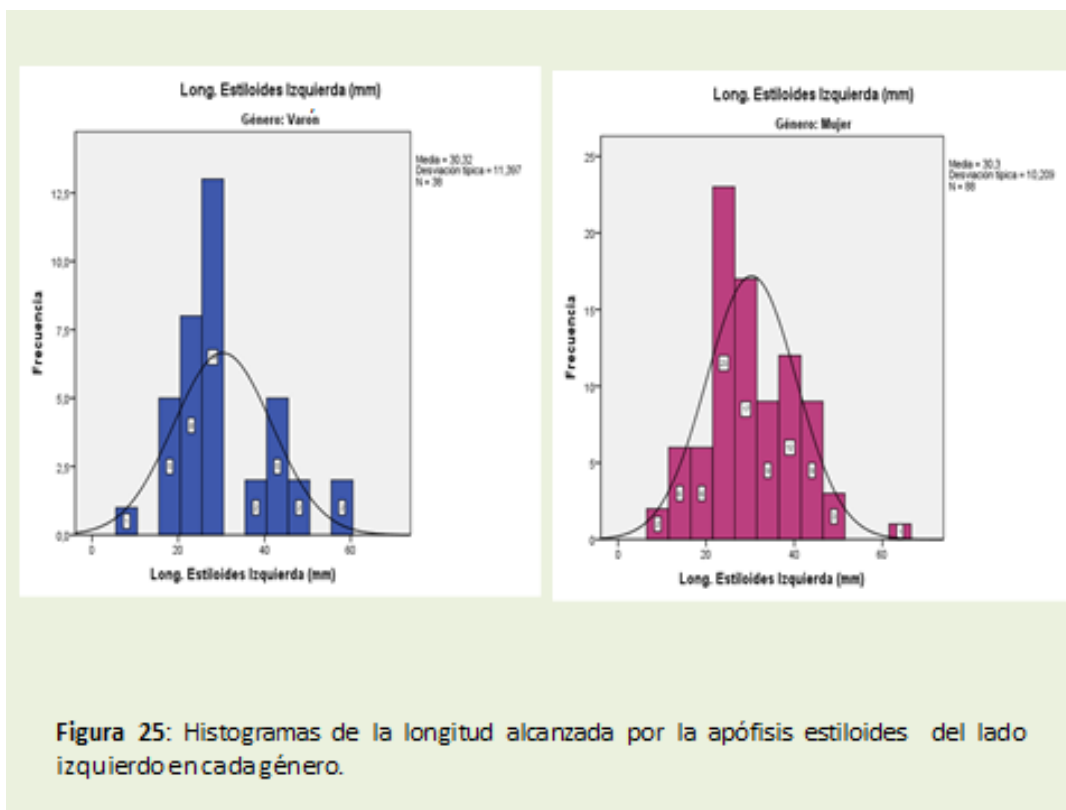 Long. Estiloides Izquierda (mm)
Género: Varón
Media = 30,32
Desviación típica = 11,397
N = 38
Frecuencia
12,5
10,0
7,5
5,0
2,5
0,0
0
20
40
60
Long. Estiloides Izquierda (mm)
Long. Estiloides Izquierda (mm)
Género: Mujer
Media = 30,3
Desviación típica = 10,209
N = 88
Frecuencia
25
20
15
10
5
0
0
20
40
60
Long. Estiloides Izquierda (mm)
Figura 25: Histogramas de la longitud alcanzada por la apófisis estiloides del lado
izquierdo en cada género.